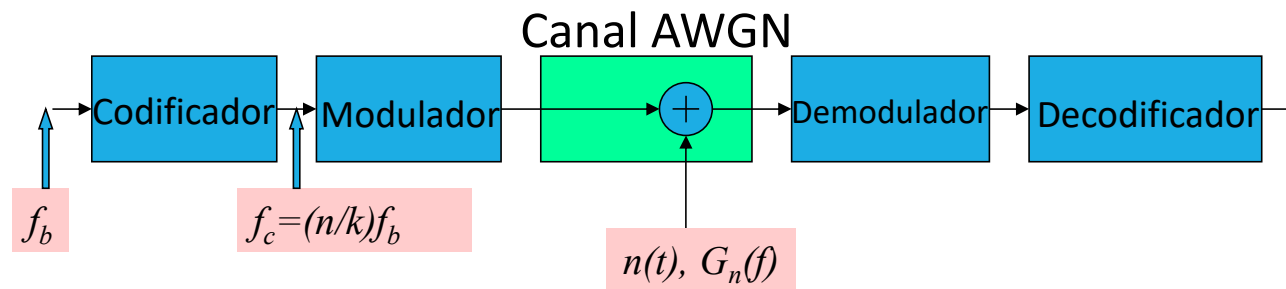 Canal AWGN
Codificador
Modulador
+
Demodulador
Decodificador
f_b
f_c=(n/k)f_b
n(t), G_n(f)